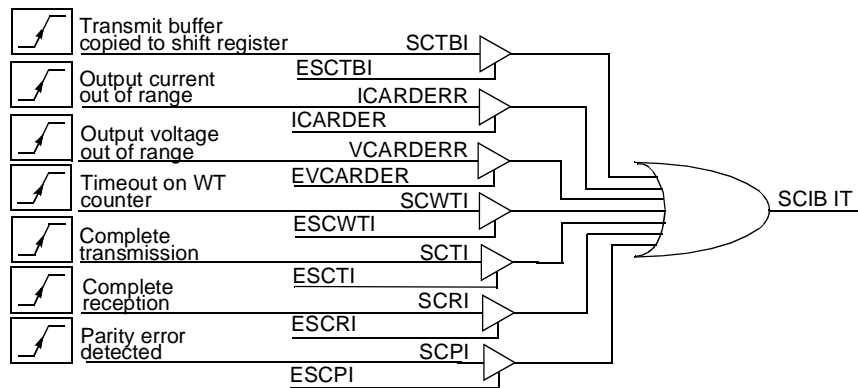 Transmit buffer
copied to shift register
SCTBI
ESCTBI
Output current
out of range
ICARDERR
ICARDER
Output voltage
out of range
VCARDERR
EVCARDER
Timeout on WT
counter
SCWTI
ESCWTI
Complete
transmission
SCTI
ESCTI
Complete
reception
SCRI
ESCRI
Parity error
detected
SCPI
ESCPI
SCIB IT